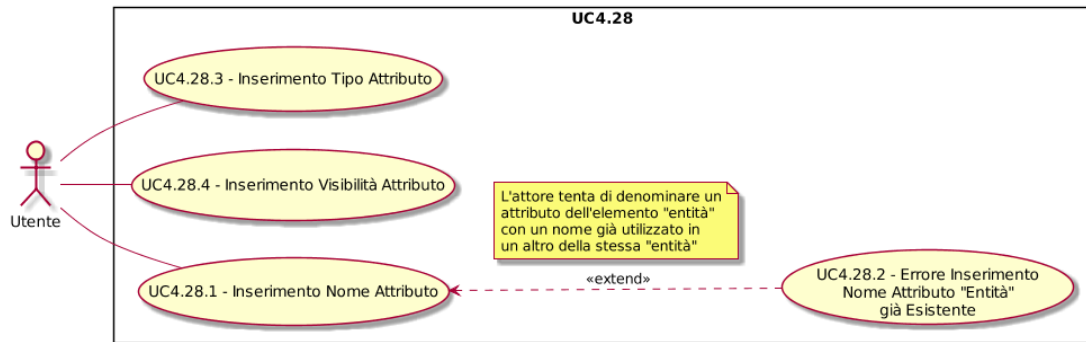 UC4.28
UC4.28.3 - Inserimento Tipo Attributo
UC4.28.4 - Inserimento Visibilità Attributo
Utente
L'attore tenta di denominare un
attributo dell'elemento "entità"
con un nome già utilizzato in
un altro della stessa "entità"
UC4.28.1 - Inserimento Nome Attributo
«extend»
UC4.28.2 - Errore Inserimento
Nome Attributo "Entità"
già Esistente